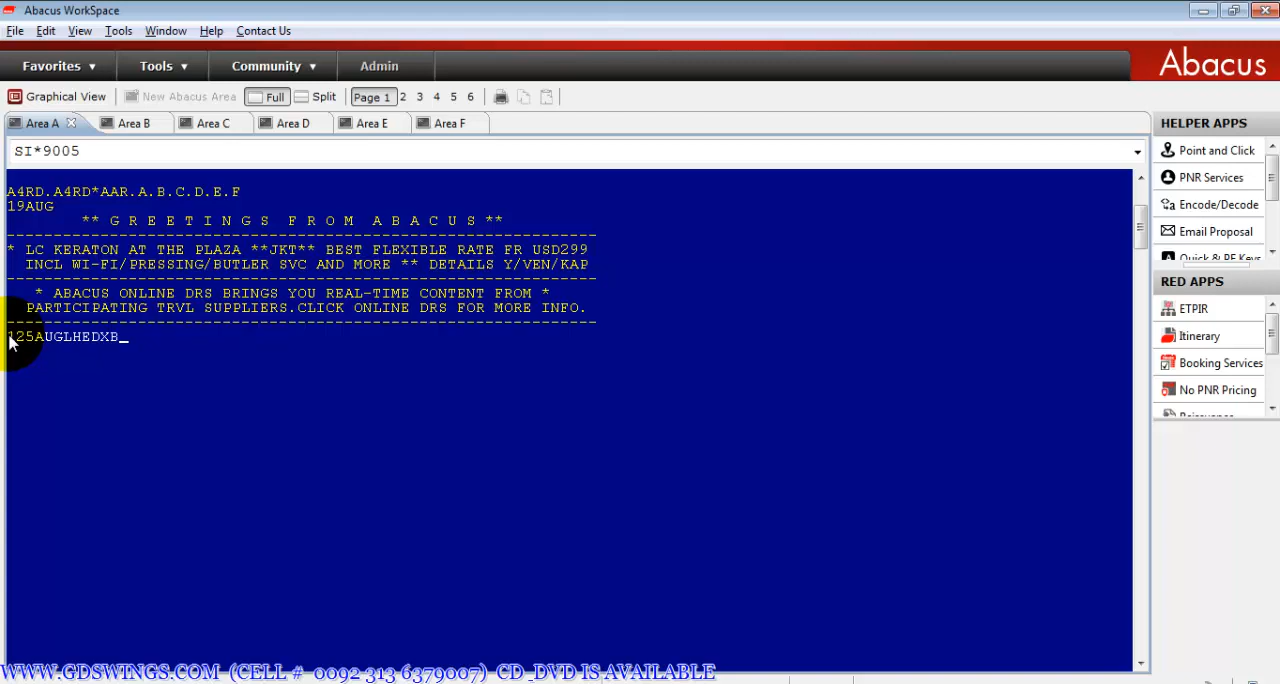 Abacus WorkSpace
File Edit View Tools Window Help Contact Us
Favorites Tools Community Admin
Abacus
Graphical View New Abacus Area Full Split Page 1 2 3 4 5 6
Area A Area B Area C Area D Area E Area F
SI*9005
A4RD.A4RD*AAR.A.B.C.D.E.F
19AUG
** G R E E T I N G S F R O M A B A C U S **
* LC KERATON AT THE PLAZA **JKT** BEST FLEXIBLE RATE FR USD299
INCL WI-FI/PRESSING/BUTLER SVC AND MORE ** DETAILS Y/VEN/KAP
* ABACUS ONLINE DRS BRINGS YOU REAL-TIME CONTENT FROM *
PARTICIPATING TRVL SUPPLIERS.CLICK ONLINE DRS FOR MORE INFO.
125AUGLHEDXB_
HELPER APPS
Point and Click
PNR Services
Encode/Decode
Email Proposal
Quick & PF Keys
RED APPS
ETPIR
Itinerary
Booking Services
No PNR Pricing
WWW.GDSWINGS.COM (CELL # 0092 313 6379007) CD_DVD IS AVAILABLE